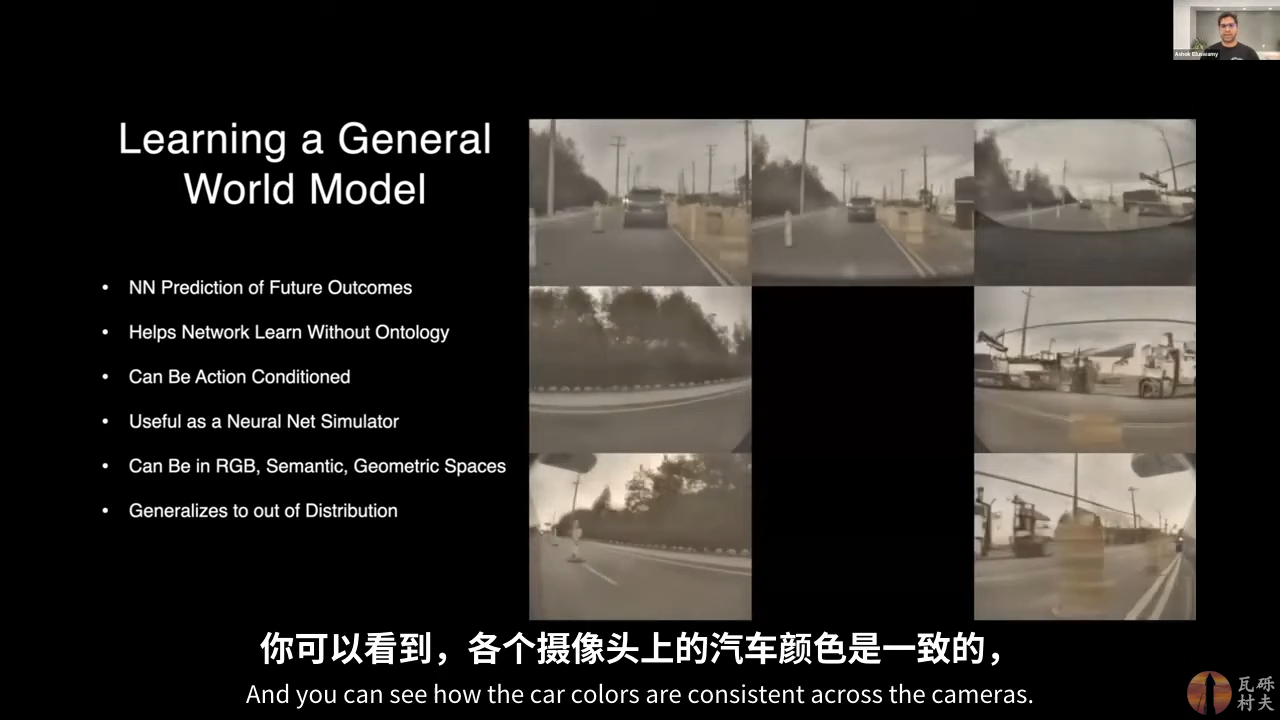 Ashok Elluswamy
Learning a General
World Model
• NN Prediction of Future Outcomes
• Helps Network Learn Without Ontology
• Can Be Action Conditioned
• Useful as a Neural Net Simulator
• Can Be in RGB, Semantic, Geometric Spaces
• Generalizes to out of Distribution
你可以看到，各个摄像头上的汽车颜色是一致的，
And you can see how the car colors are consistent across the cameras.
瓦砾
村夫